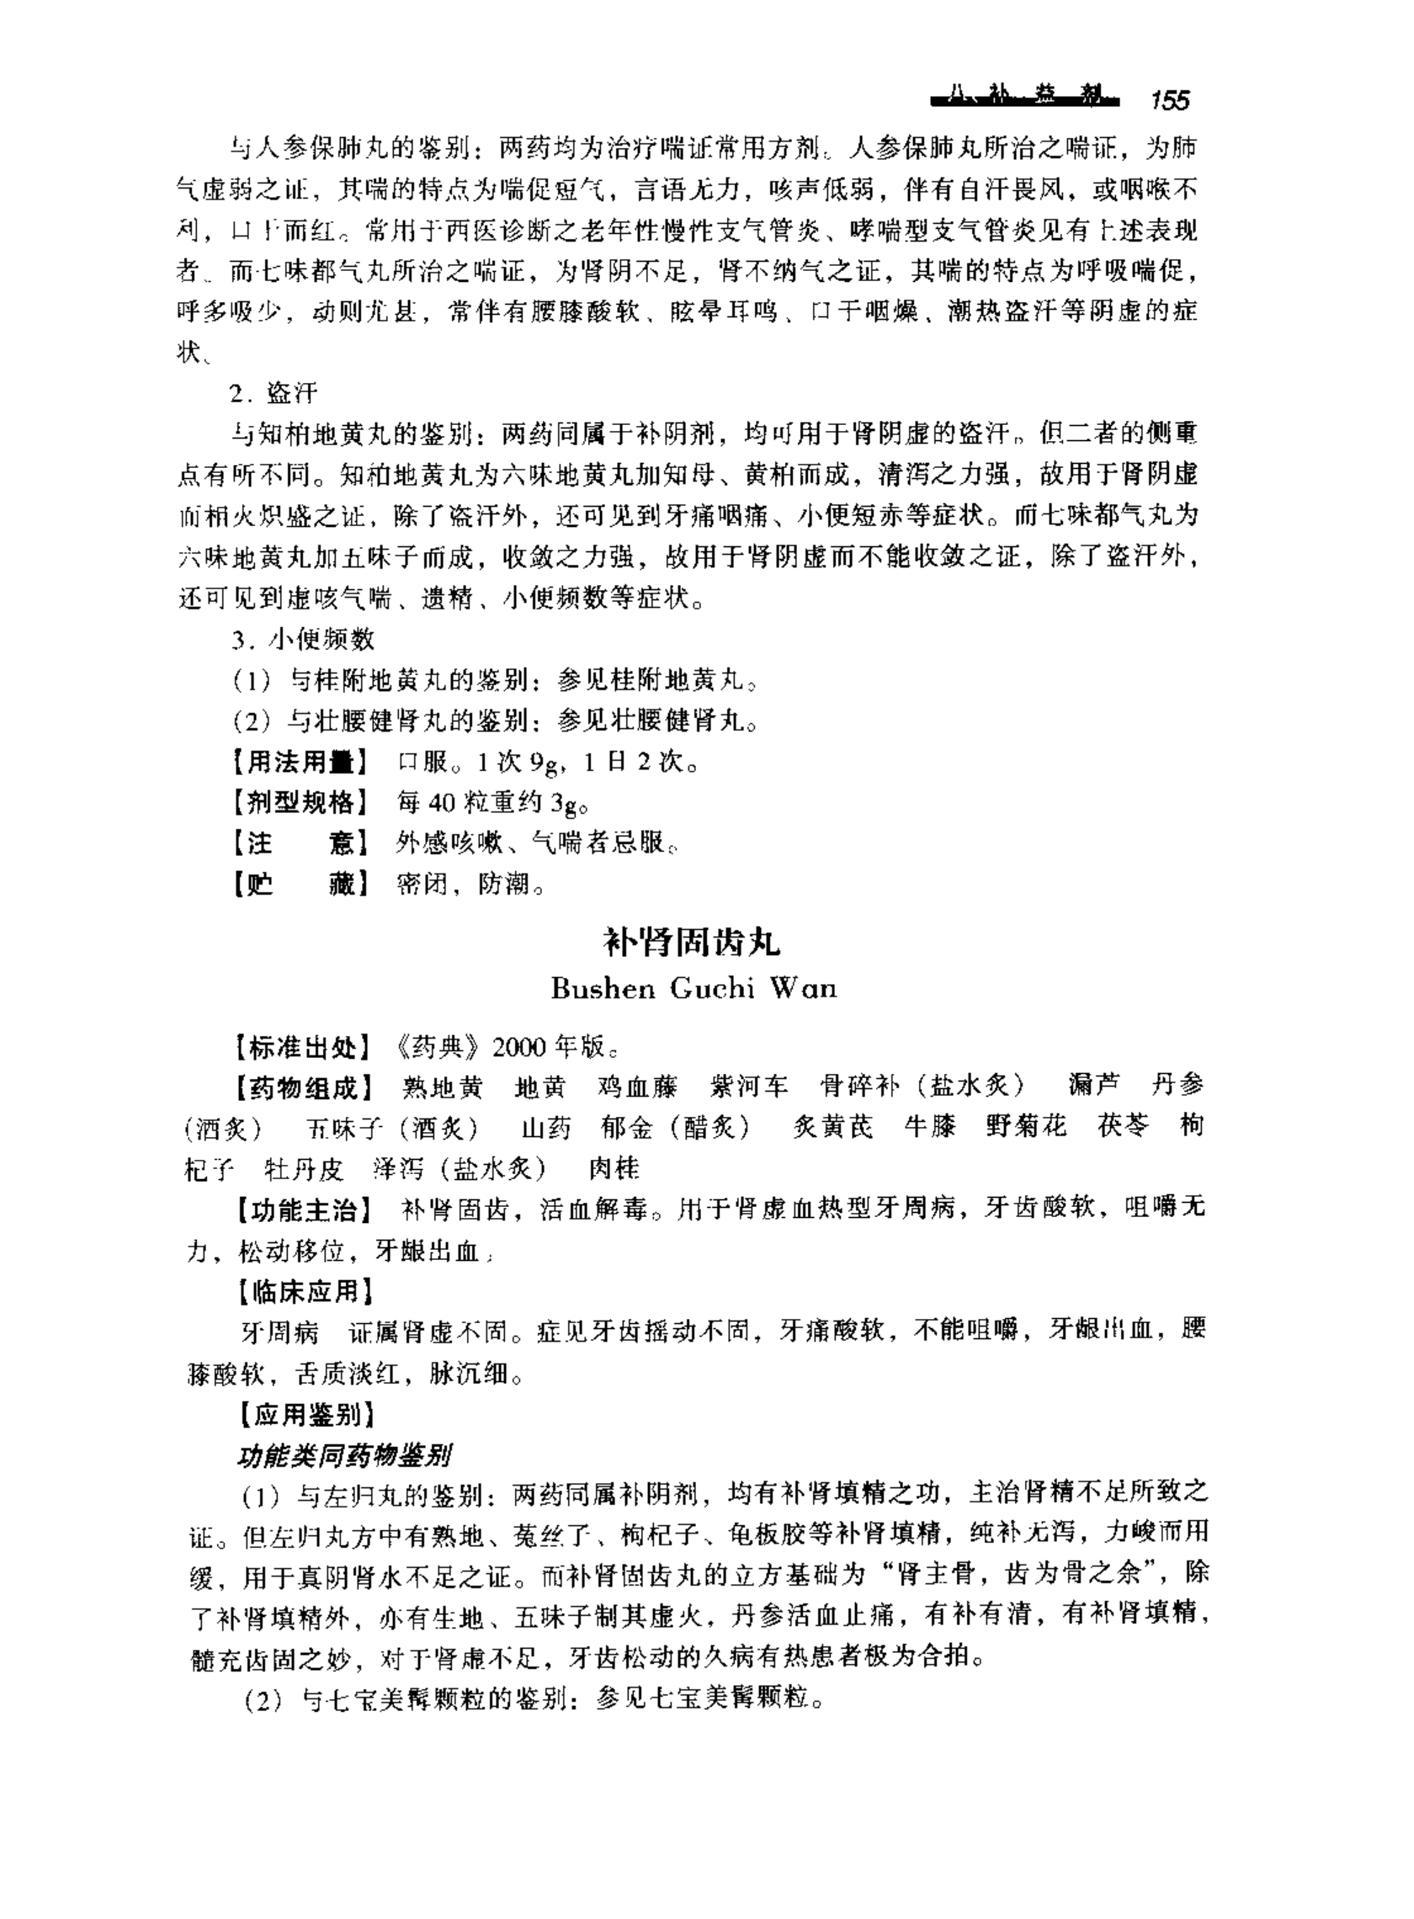 八、补益剂 155
与人参保肺丸的鉴别：两药均为治疗喘证常用方剂。人参保肺丸所治之喘证，为肺
气虚弱之证，其喘的特点为喘促短气，言语无力，咳声低弱，伴有自汗畏风，或咽喉不
利，口干而红。常用于西医诊断之老年性慢性支气管炎、哮喘型支气管炎见有上述表现
者。而七味都气丸所治之喘证，为肾阴不足，肾不纳气之证，其喘的特点为呼吸喘促，
呼多吸少，动则尤甚，常伴有腰膝酸软、眩晕耳鸣、口干咽燥、潮热盗汗等阴虚的症
状。
2. 盗汗
与知柏地黄丸的鉴别：两药同属于补阴剂，均可用于肾阴虚的盗汗。但二者的侧重
点有所不同。知柏地黄丸为六味地黄丸加知母、黄柏而成，清泻之力强，故用于肾阴虚
而相火炽盛之证，除了盗汗外，还可见到牙痛咽痛、小便短赤等症状。而七味都气丸为
六味地黄丸加五味子而成，收敛之力强，故用于肾阴虚而不能收敛之证，除了盗汗外，
还可见到虚咳气喘、遗精、小便频数等症状。
3. 小便频数
（1）与桂附地黄丸的鉴别：参见桂附地黄丸。
（2）与壮腰健肾丸的鉴别：参见壮腰健肾丸。
【用法用量】 口服。1次9g，1日2次。
【剂型规格】 每40粒重约3g。
【注　　意】 外感咳嗽、气喘者忌服。
【贮　　藏】 密闭，防潮。
补肾固齿丸
Bushen Guchi Wan
【标准出处】《药典》2000年版。
【药物组成】 熟地黄　地黄　鸡血藤　紫河车　骨碎补（盐水炙）　漏芦　丹参
（酒炙）　五味子（酒炙）　山药　郁金（醋炙）　炙黄芪　牛膝　野菊花　茯苓　枸
杞子　牡丹皮　泽泻（盐水炙）　肉桂
【功能主治】 补肾固齿，活血解毒。用于肾虚血热型牙周病，牙齿酸软，咀嚼无
力，松动移位，牙龈出血；
【临床应用】
牙周病　证属肾虚不固。症见牙齿摇动不固，牙痛酸软，不能咀嚼，牙龈出血，腰
膝酸软，舌质淡红，脉沉细。
【应用鉴别】
功能类同药物鉴别
（1）与左归丸的鉴别：两药同属补阴剂，均有补肾填精之功，主治肾精不足所致之
证。但左归丸方中有熟地、菟丝子、枸杞子、龟板胶等补肾填精，纯补无泻，力峻而用
缓，用于真阴肾水不足之证。而补肾固齿丸的立方基础为“肾主骨，齿为骨之余”，除
了补肾填精外，亦有生地、五味子制其虚火，丹参活血止痛，有补有清，有补肾填精，
髓充齿固之妙，对于肾虚不足，牙齿松动的久病有热患者极为合拍。
（2）与七宝美髯颗粒的鉴别：参见七宝美髯颗粒。